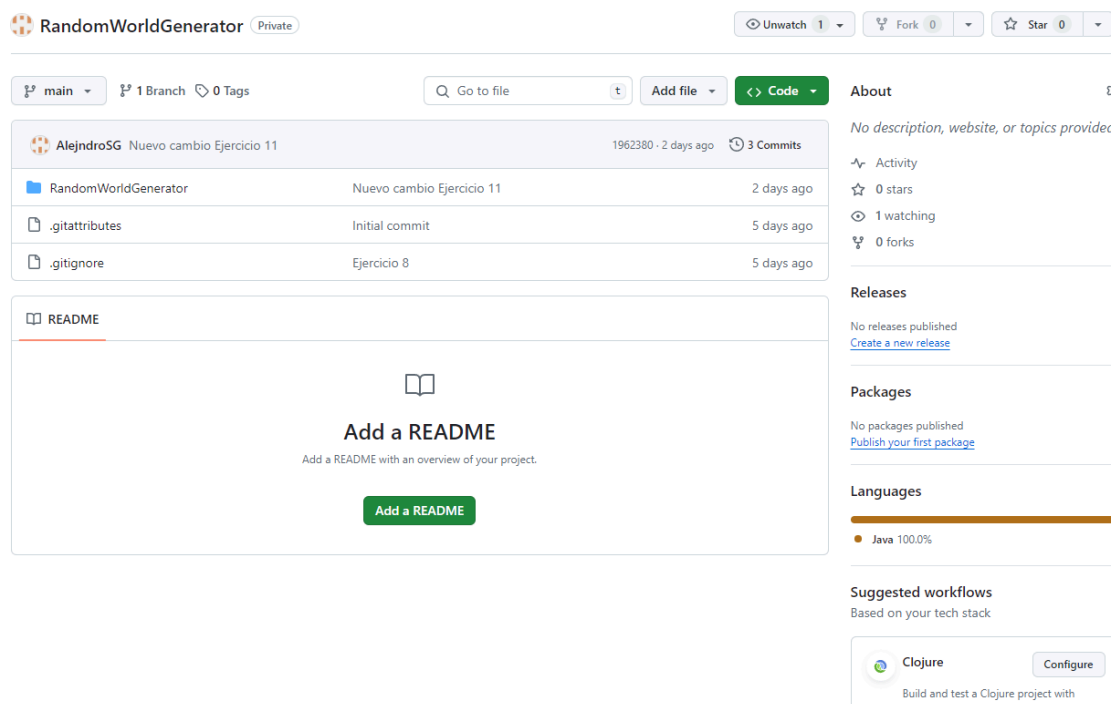 RandomWorldGenerator Private Unwatch 1 Fork 0 Star 0
main 1 Branch 0 Tags Go to file t Add file Code
AlejndroSG Nuevo cambio Ejercicio 11 1962380 · 2 days ago 3 Commits
RandomWorldGenerator Nuevo cambio Ejercicio 11 2 days ago
.gitattributes Initial commit 5 days ago
.gitignore Ejercicio 8 5 days ago
README
Add a README
Add a README with an overview of your project.
Add a README
About
No description, website, or topics provided
Activity
0 stars
1 watching
0 forks
Releases
No releases published
Create a new release
Packages
No packages published
Publish your first package
Languages
Java 100.0%
Suggested workflows
Based on your tech stack
Clojure Configure
Build and test a Clojure project with